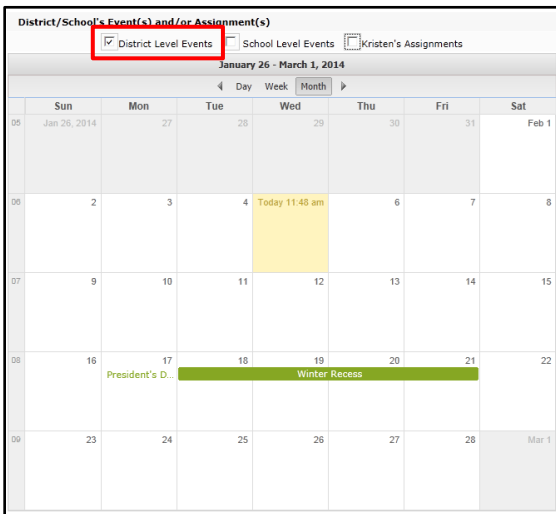 District/School's Event(s) and/or Assignment(s)
District Level Events School Level Events Kristen's Assignments
January 26 - March 1, 2014
Day Week Month
Sun Mon Tue Wed Thu Fri Sat
05 Jan 26, 2014 27 28 29 30 31 Feb 1
06 2 3 4 Today 11:48 am 6 7 8
07 9 10 11 12 13 14 15
08 16 17 18 19 20 21 22
President's D... Winter Recess
09 23 24 25 26 27 28 Mar 1